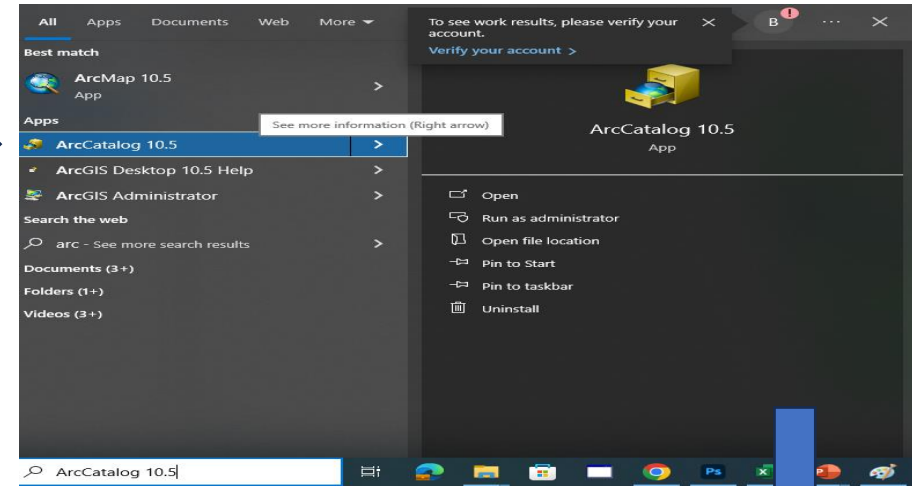 All Apps Documents Web More
To see work results, please verify your account.
Verify your account >
B
Best match
ArcMap 10.5
App
Apps
See more information (Right arrow)
ArcCatalog 10.5
ArcGIS Desktop 10.5 Help
ArcGIS Administrator
Search the web
arc - See more search results
Documents (3+)
Folders (1+)
Videos (3+)
ArcCatalog 10.5
App
Open
Run as administrator
Open file location
Pin to Start
Pin to taskbar
Uninstall
ArcCatalog 10.5
Ps